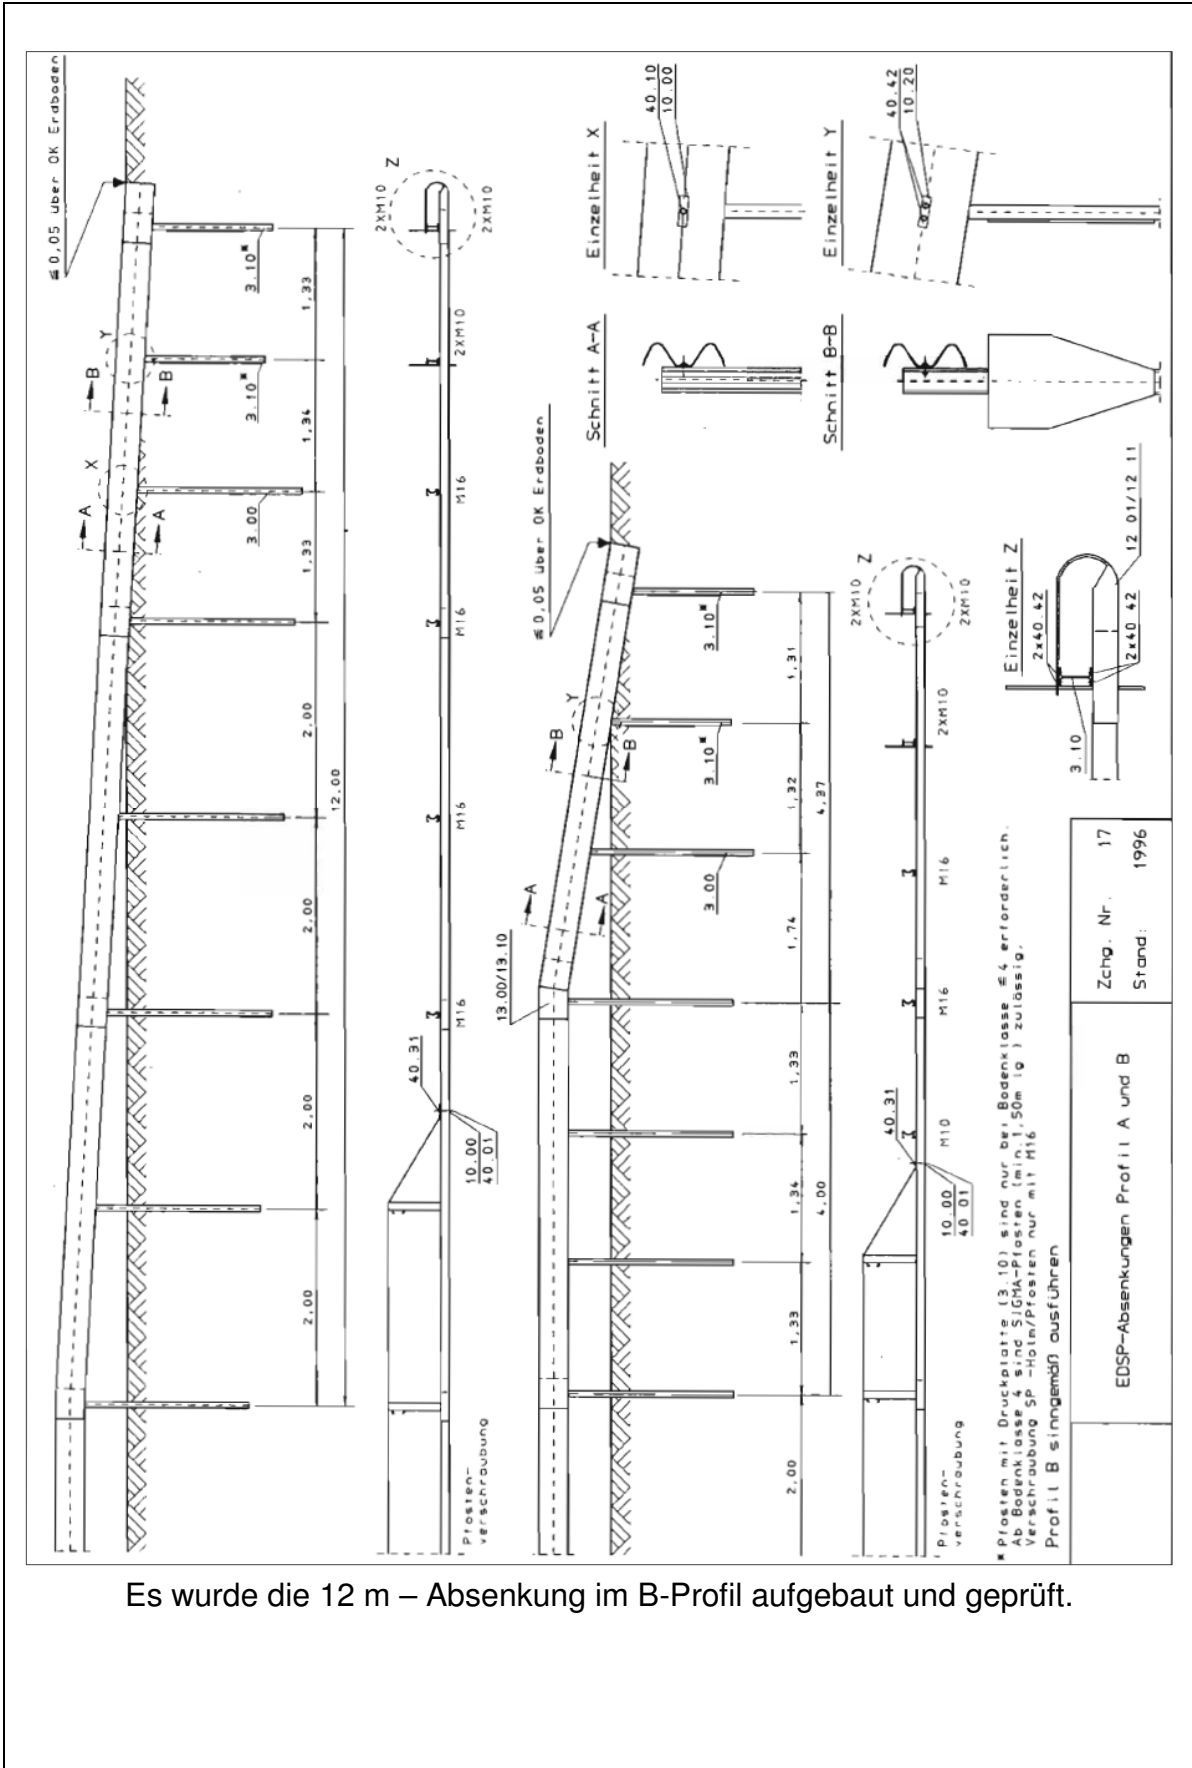 ≦0,05 über OK Erdboden
3.10*
3.10*
3.00
1,33
1,34
1,33
2,00
2,00
2,00
2,00
12,00
A
A
B
B
X
Y
Z
2XM10
2XM10
2XM10
M16
M16
M16
M16
40.31
10.00
40.01
Pfosten-
verschraubung
≦0,05 über OK Erdboden
13.00/13.10
A
A
B
B
Y
3.10*
3.10*
3.00
1,31
1,32
1,74
4,37
1,33
1,34
1,33
4,00
2,00
Z
2XM10
2XM10
2XM10
M16
M16
M10
40.31
10.00
40.01
Pfosten-
verschraubung
Einzelheit X
40.10
10.00
Einzelheit Y
40.42
10.20
Schnitt A-A
Schnitt B-B
Einzelheit Z
2x40.42
2x40.42
3.10
12 01/12 11
* Pfosten mit Druckplatte (3.10) sind nur bei Bodenklasse ≦4 erforderlich.
Ab Bodenklasse 4 sind SIGMA-Pfosten (min.1,50m lg ) zulässig.
Verschraubung SP -Holm/Pfosten nur mit M16
Profil B sinngemäß ausführen
EDSP-Absenkungen Profil A und B
Zchg. Nr. 17
Stand: 1996
Es wurde die 12 m – Absenkung im B-Profil aufgebaut und geprüft.